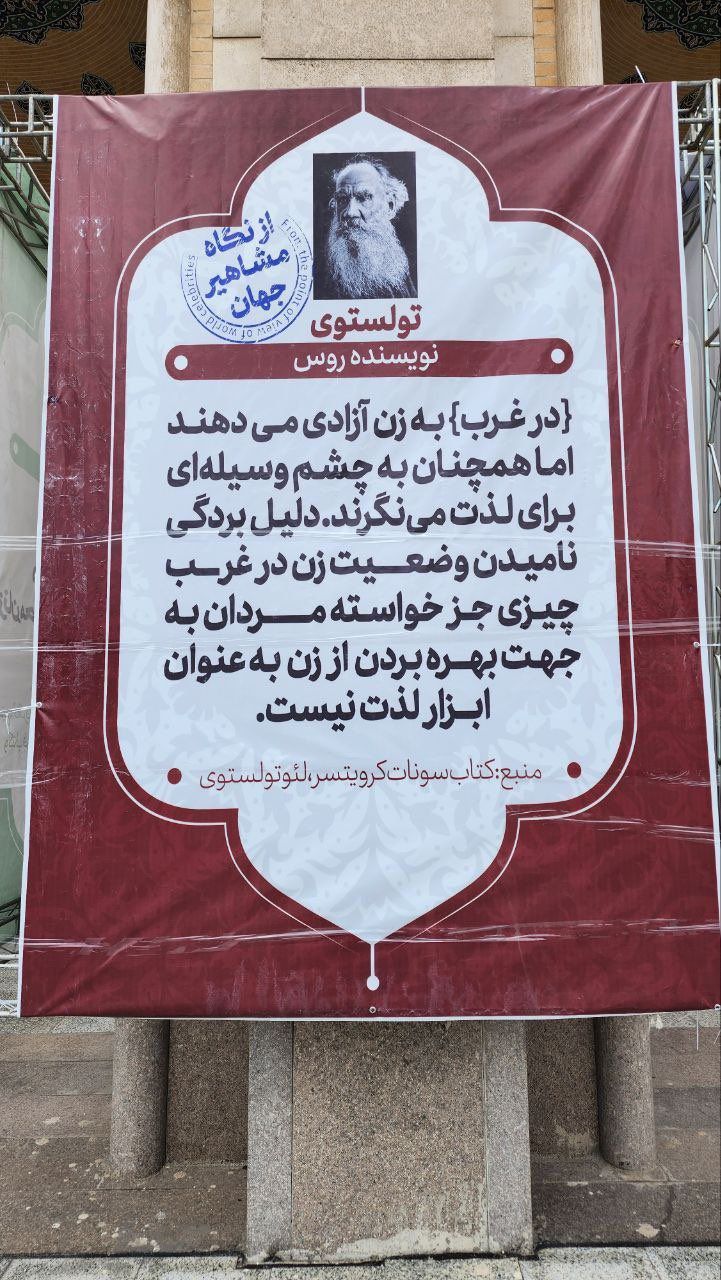 از نگاه
مشاهیر
جهان
From the point of view of world celebrities
تولستوی
نویسنده روس
{در غرب} به زن آزادی می دهند
اما همچنان به چشم وسیله‌ای
برای لذت می‌نگرند. دلیل بردگی
نامیدن وضعیت زن در غرب
چیزی جز خواسته مردان به
جهت بهره بردن از زن به عنوان
ابزار لذت نیست.
منبع: کتاب سونات کرویتسر، لئو تولستوی